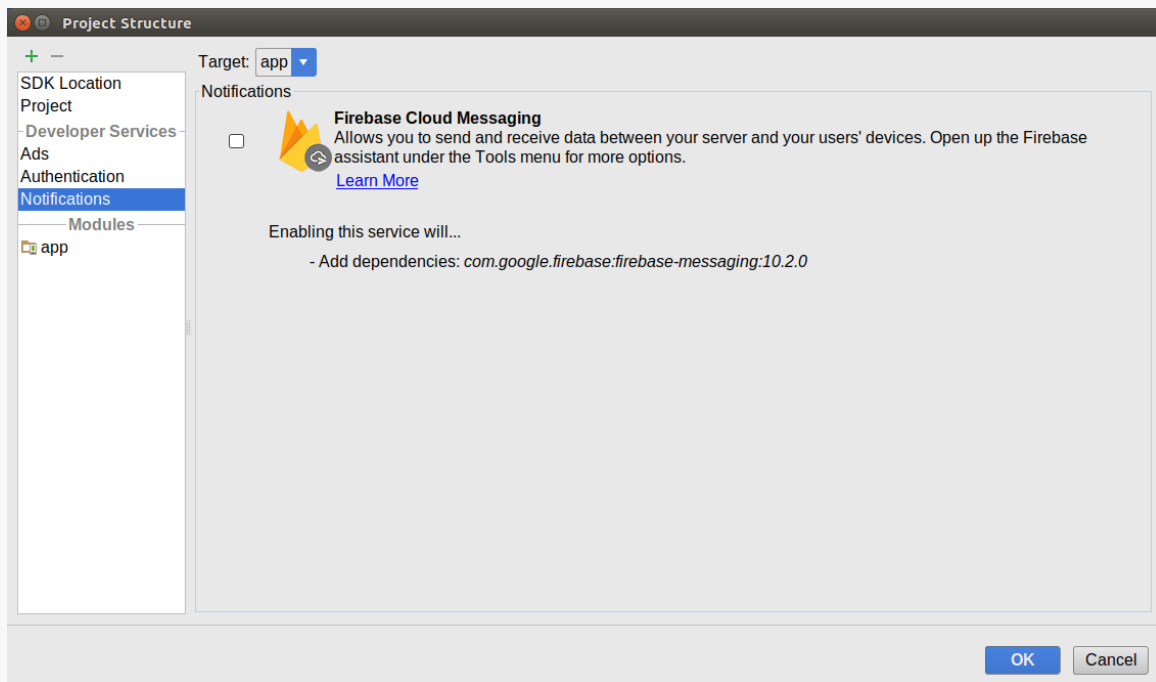 Project Structure
SDK Location
Project
Developer Services
Ads
Authentication
Notifications
Modules
app
Target: app
Notifications
Firebase Cloud Messaging
Allows you to send and receive data between your server and your users' devices. Open up the Firebase
assistant under the Tools menu for more options.
Learn More
Enabling this service will...
- Add dependencies: com.google.firebase:firebase-messaging:10.2.0
OK
Cancel